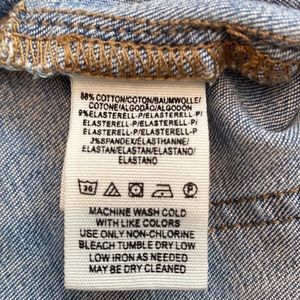 88% COTTON/COTON/BAUMWOLLE/
COTONE/ALGODÃO/ALGODÓN
9%ELASTERELL-P/ELASTERELL-P/
ELASTERELL-P/ELASTERELL-P/
ELASTERELL-P/ELASTERELL-P
3%SPANDEX/ELASTHANNE/
ELASTAN/ELASTAN/ELASTANO/
ELASTANO
30
P
MACHINE WASH COLD
WITH LIKE COLORS
USE ONLY NON-CHLORINE
BLEACH TUMBLE DRY LOW
LOW IRON AS NEEDED
MAY BE DRY CLEANED